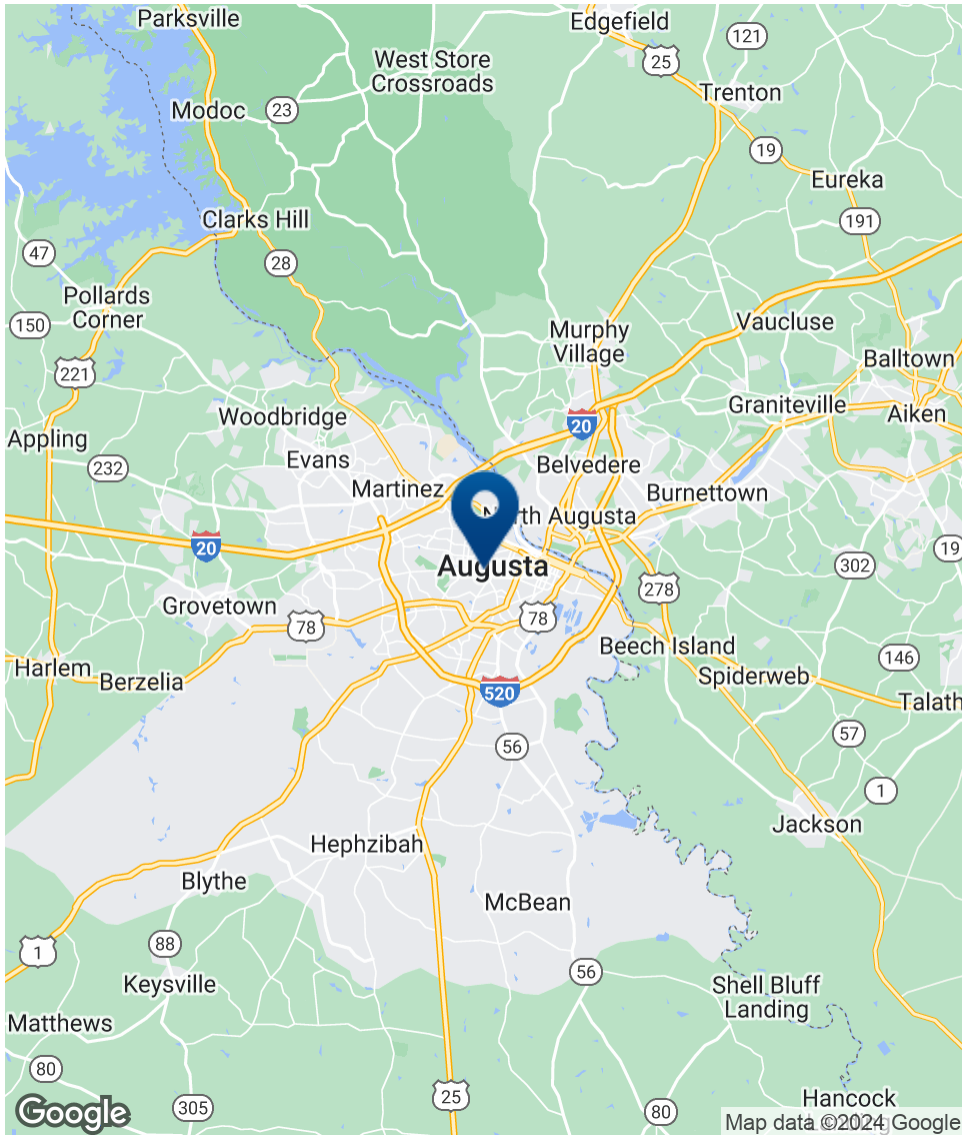 Parksville
Edgefield
121
25
West Store
Crossroads
Trenton
Modoc
23
19
Eureka
Clarks Hill
191
47
28
Pollards
Corner
150
Murphy
Village
Vaucluse
Balltown
221
Graniteville
Aiken
Woodbridge
20
Appling
232
Evans
Belvedere
Martinez
Burnettown
North Augusta
20
19
Augusta
302
278
Grovetown
78
78
Beech Island
146
Harlem
Berzelia
Spiderweb
520
Talath
56
57
1
Jackson
Hephzibah
Blythe
McBean
88
1
56
Keysville
Shell Bluff
Landing
Matthews
80
25
Hancock
Landing
305
80
Google
Map data ©2024 Google